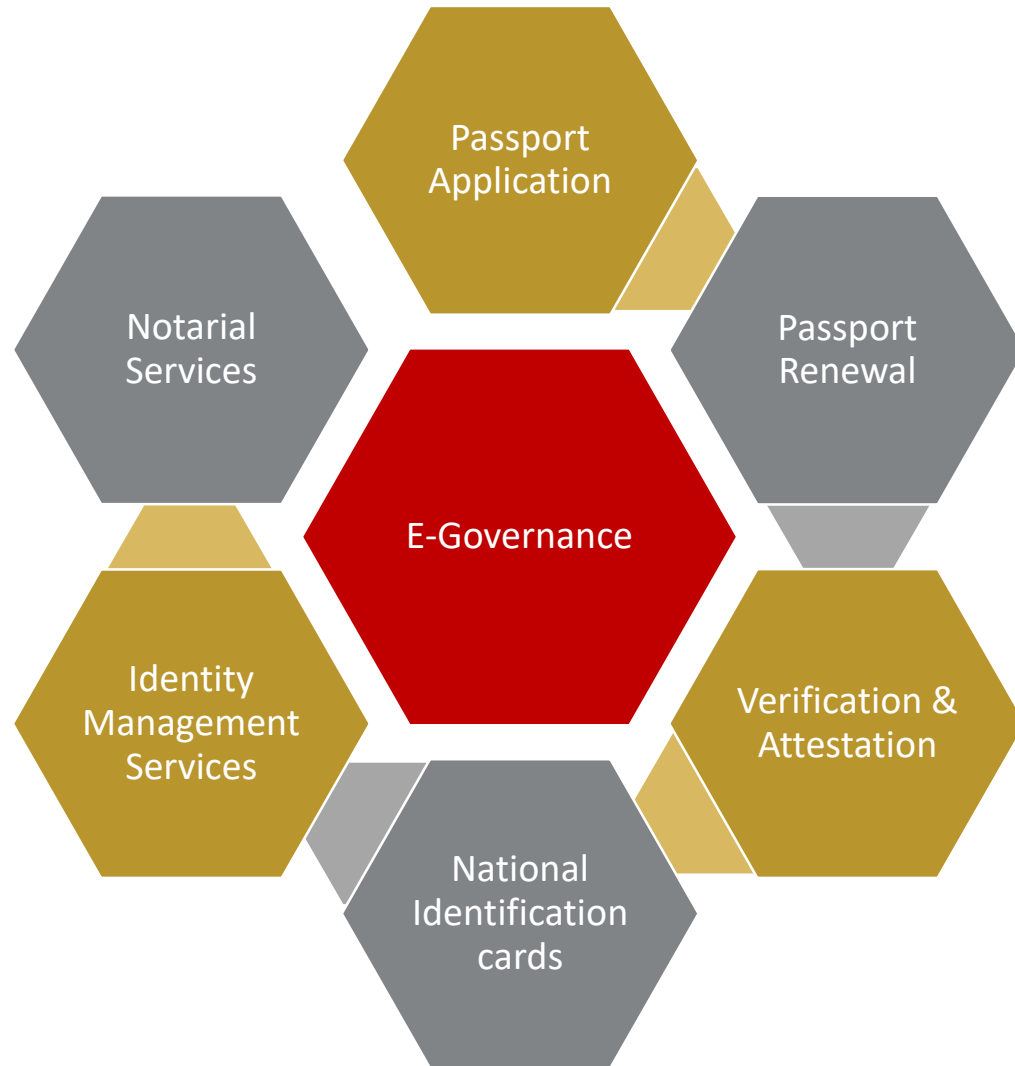 Passport
Application
Passport
Renewal
Verification &
Attestation
National
Identification
cards
Identity
Management
Services
Notarial
Services
E-Governance